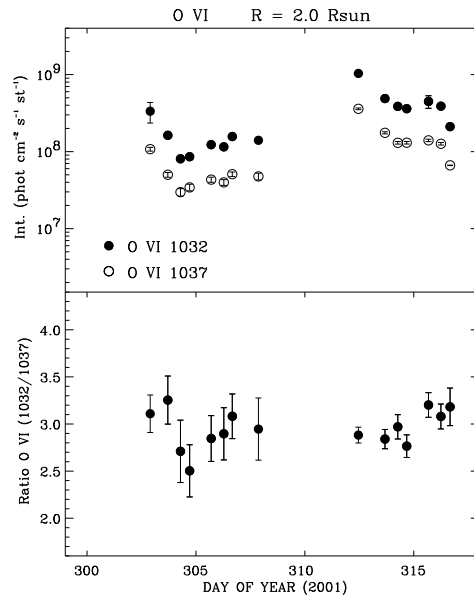 O VI R = 2.0 Rsun
Int. (phot cm⁻² s⁻¹ st⁻¹)
10⁹
10⁸
10⁷
O VI 1032
O VI 1037
Ratio O VI (1032/1037)
4.0
3.5
3.0
2.5
2.0
300 305 310 315
DAY OF YEAR (2001)